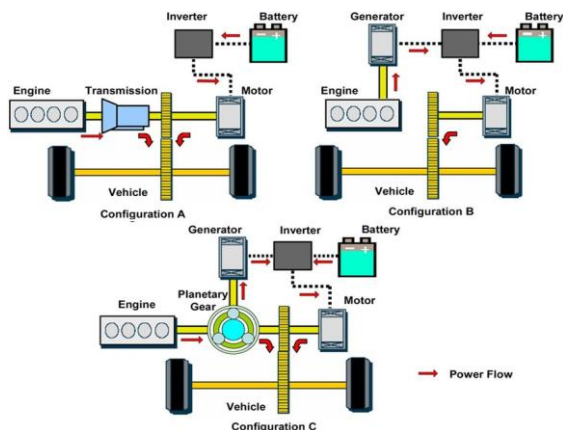 Inverter
Battery
Engine
Transmission
Motor
Vehicle
Configuration A
Generator
Inverter
Battery
Engine
Motor
Vehicle
Configuration B
Generator
Inverter
Battery
Planetary
Gear
Engine
Motor
Vehicle
Power Flow
Configuration C